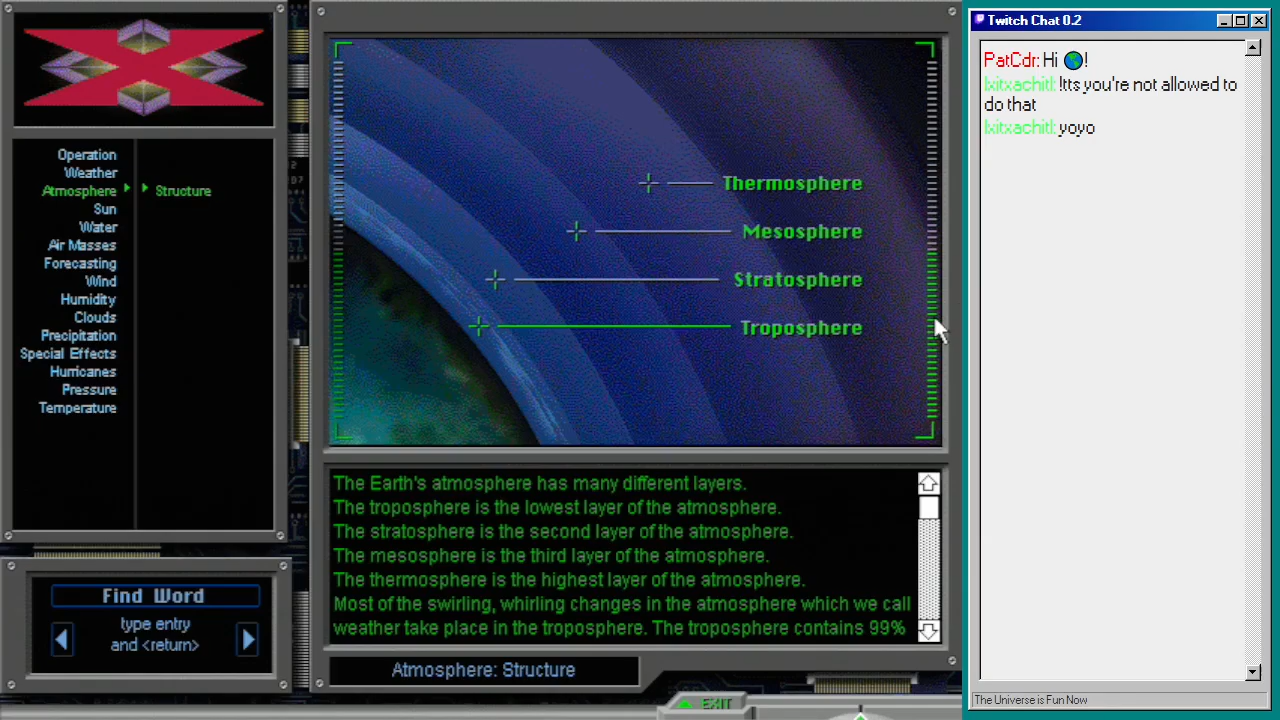 Operation
Weather
Atmosphere
Structure
Sun
Water
Air Masses
Forecasting
Wind
Humidity
Clouds
Precipitation
Special Effects
Hurricanes
Pressure
Temperature
Find Word
type entry
and <return>
Thermosphere
Mesosphere
Stratosphere
Troposphere
The Earth's atmosphere has many different layers.
The troposphere is the lowest layer of the atmosphere.
The stratosphere is the second layer of the atmosphere.
The mesosphere is the third layer of the atmosphere.
The thermosphere is the highest layer of the atmosphere.
Most of the swirling, whirling changes in the atmosphere which we call
weather take place in the troposphere. The troposphere contains 99%
Atmosphere: Structure
EXIT
Twitch Chat 0.2
PatCdr: Hi 🌎!
!tts you're not allowed to
do that
yoyo
The Universe is Fun Now